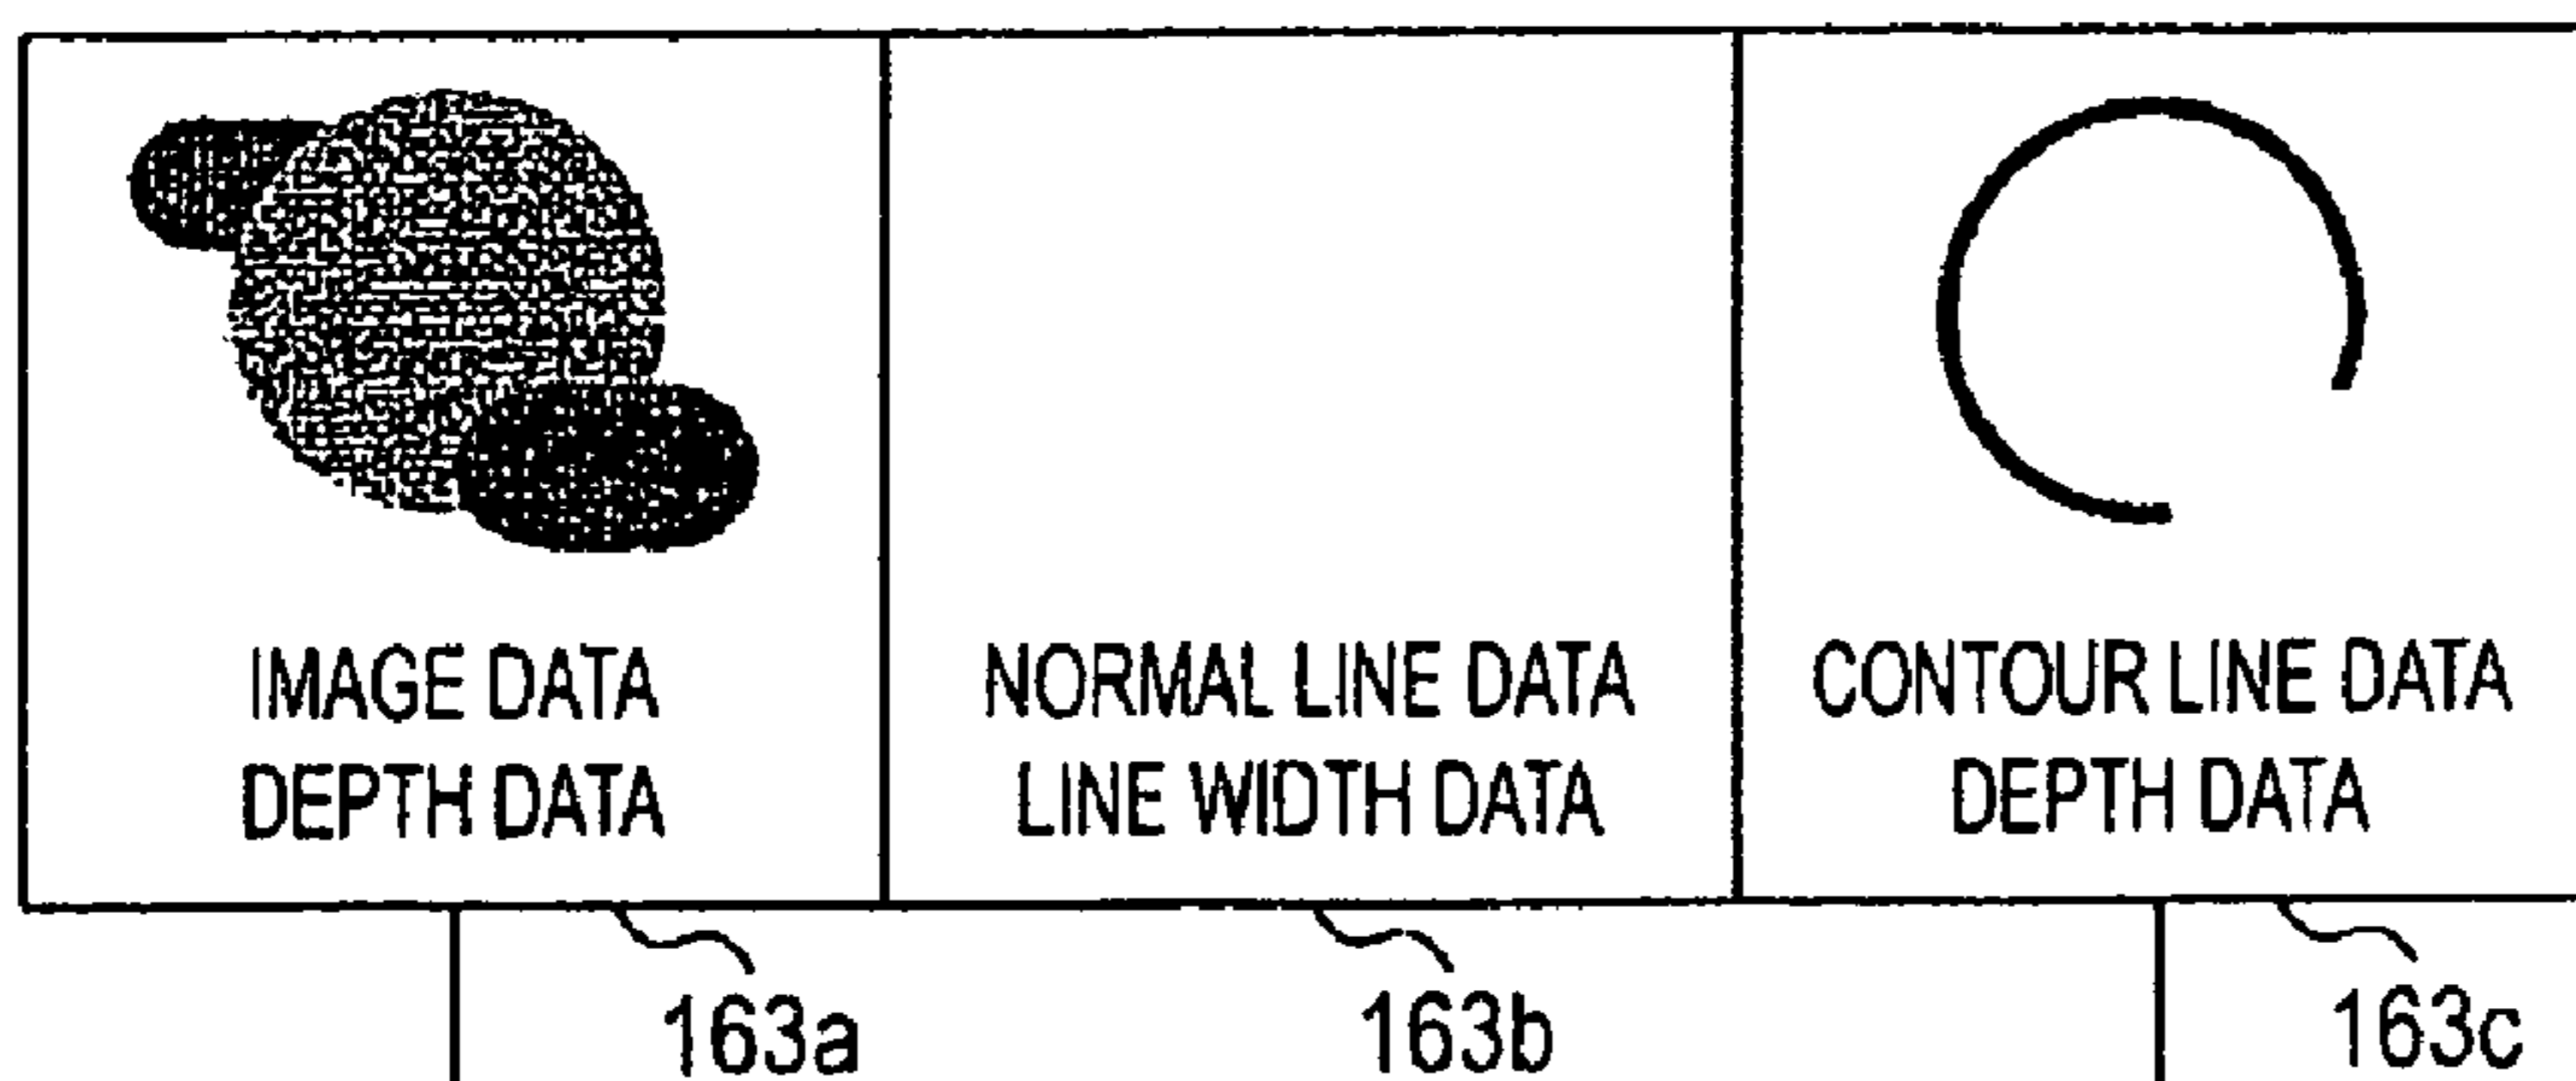 IMAGE DATA
DEPTH DATA
NORMAL LINE DATA
LINE WIDTH DATA
CONTOUR LINE DATA
DEPTH DATA
163a
163b
163c